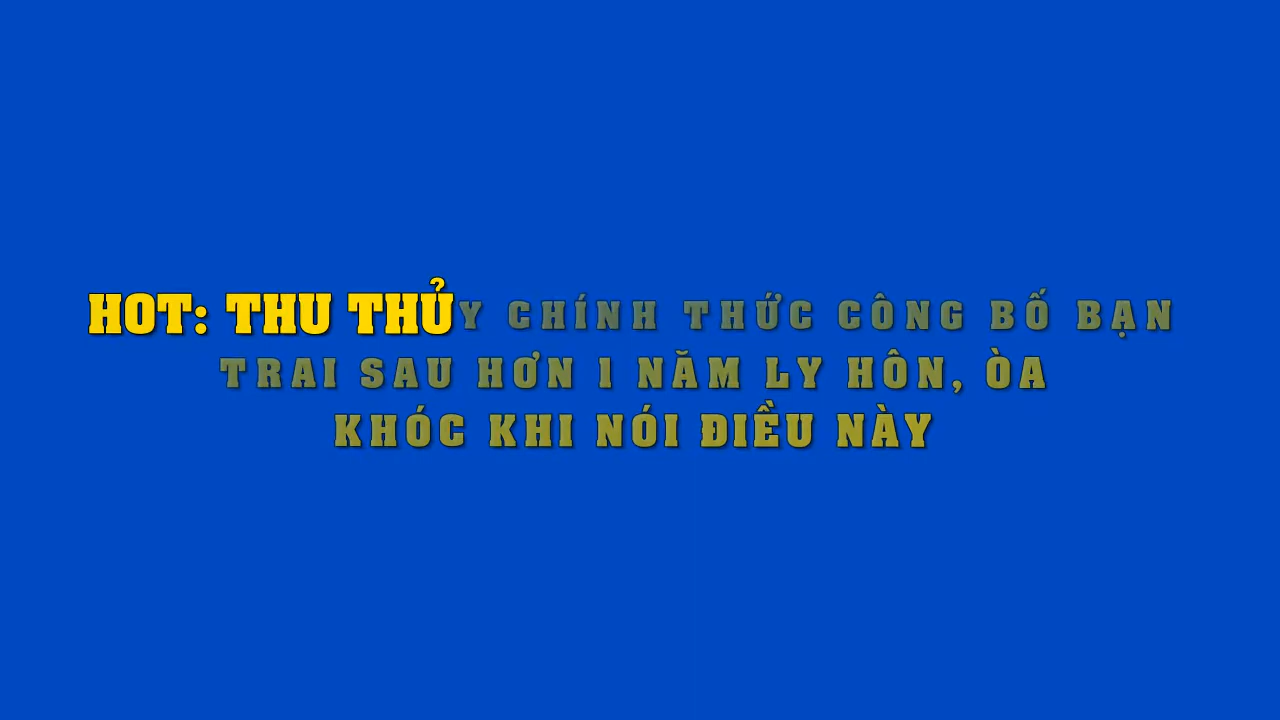 HOT: THU THỦY CHÍNH THỨC CÔNG BỐ BẠN
TRAI SAU HƠN 1 NĂM LY HÔN, ÒA
KHÓC KHI NÓI ĐIỀU NÀY